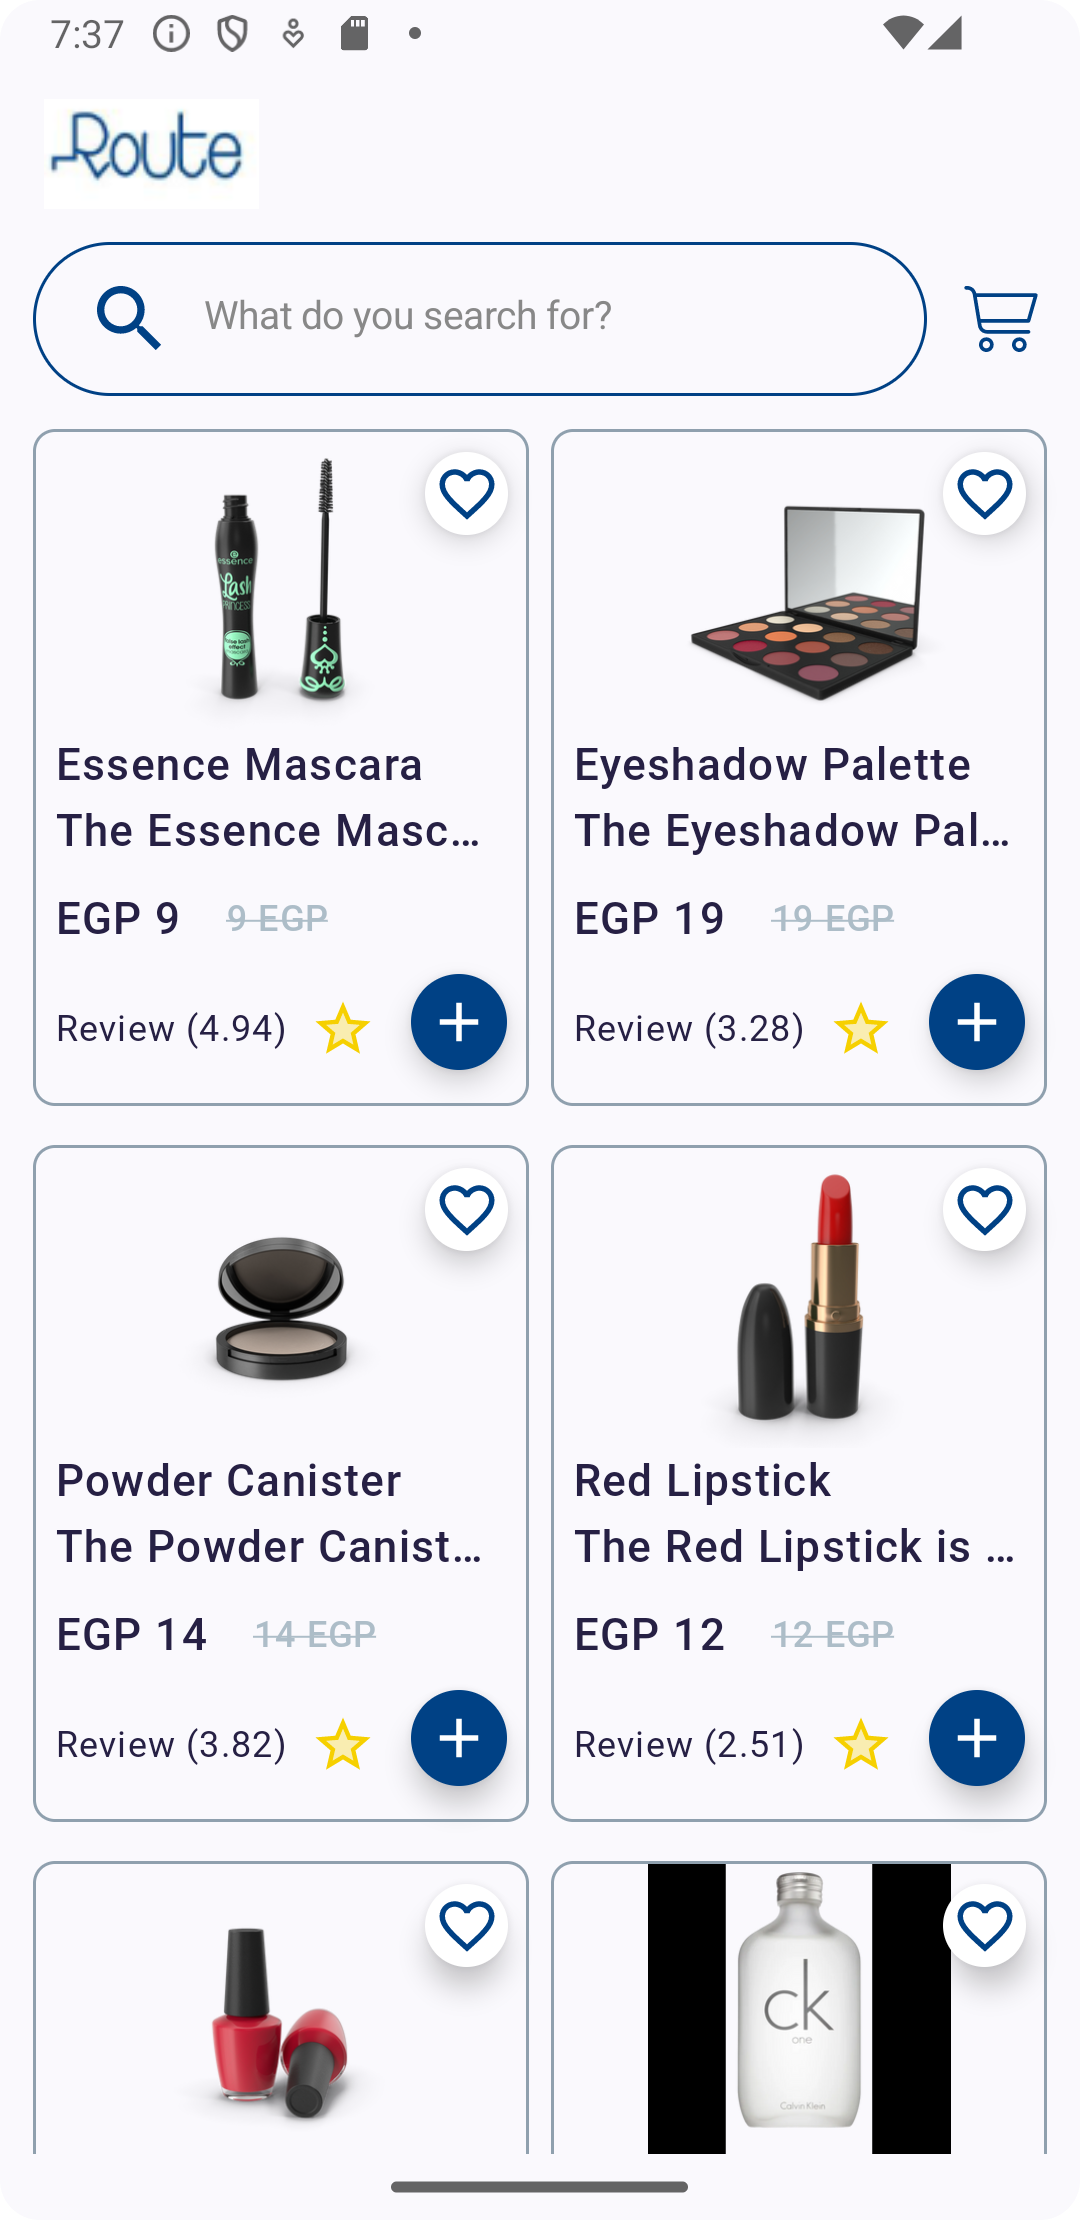 7:37
Route
What do you search for?
essence
Lash
PRINCESS
false lash
effect
Essence Mascara
The Essence Masc...
EGP 9 9 EGP
Review (4.94)
Eyeshadow Palette
The Eyeshadow Pal...
EGP 19 19 EGP
Review (3.28)
Powder Canister
The Powder Canist...
EGP 14 14 EGP
Review (3.82)
Red Lipstick
The Red Lipstick is ...
EGP 12 12 EGP
Review (2.51)
ck
one
Calvin Klein